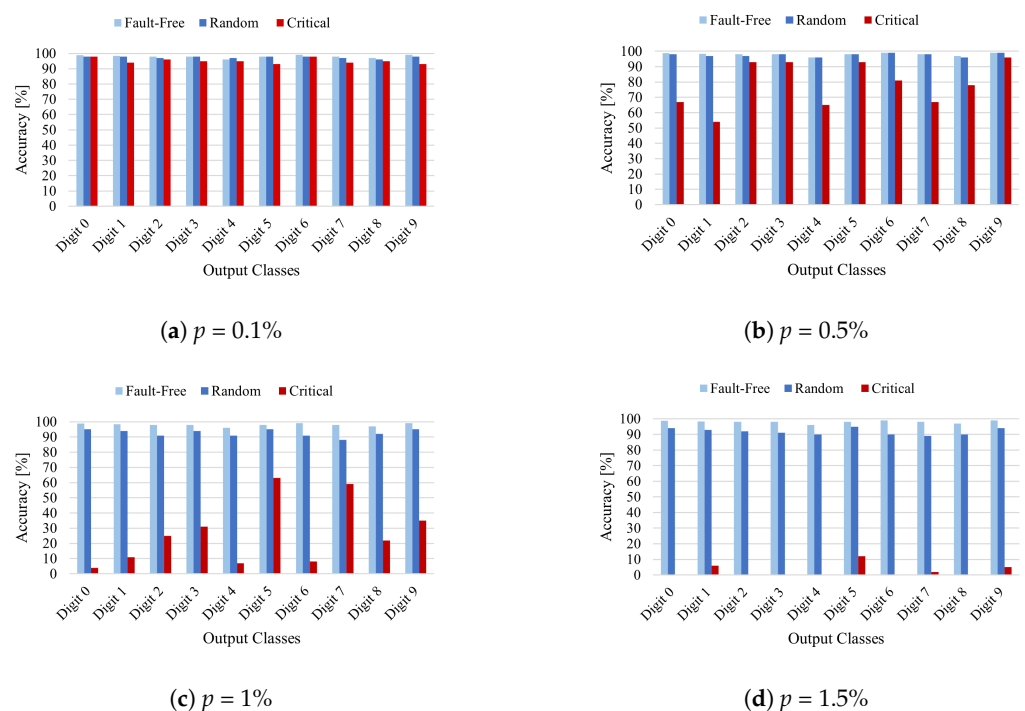 Fault-Free Random Critical
Accuracy [%]
100
90
80
70
60
50
40
30
20
10
0
Digit 0 Digit 1 Digit 2 Digit 3 Digit 4 Digit 5 Digit 6 Digit 7 Digit 8 Digit 9
Output Classes
(a) p = 0.1%
Fault-Free Random Critical
Accuracy [%]
100
90
80
70
60
50
40
30
20
10
0
Digit 0 Digit 1 Digit 2 Digit 3 Digit 4 Digit 5 Digit 6 Digit 7 Digit 8 Digit 9
Output Classes
(b) p = 0.5%
Fault-Free Random Critical
Accuracy [%]
100
90
80
70
60
50
40
30
20
10
0
Digit 0 Digit 1 Digit 2 Digit 3 Digit 4 Digit 5 Digit 6 Digit 7 Digit 8 Digit 9
Output Classes
(c) p = 1%
Fault-Free Random Critical
Accuracy [%]
100
90
80
70
60
50
40
30
20
10
0
Digit 0 Digit 1 Digit 2 Digit 3 Digit 4 Digit 5 Digit 6 Digit 7 Digit 8 Digit 9
Output Classes
(d) p = 1.5%